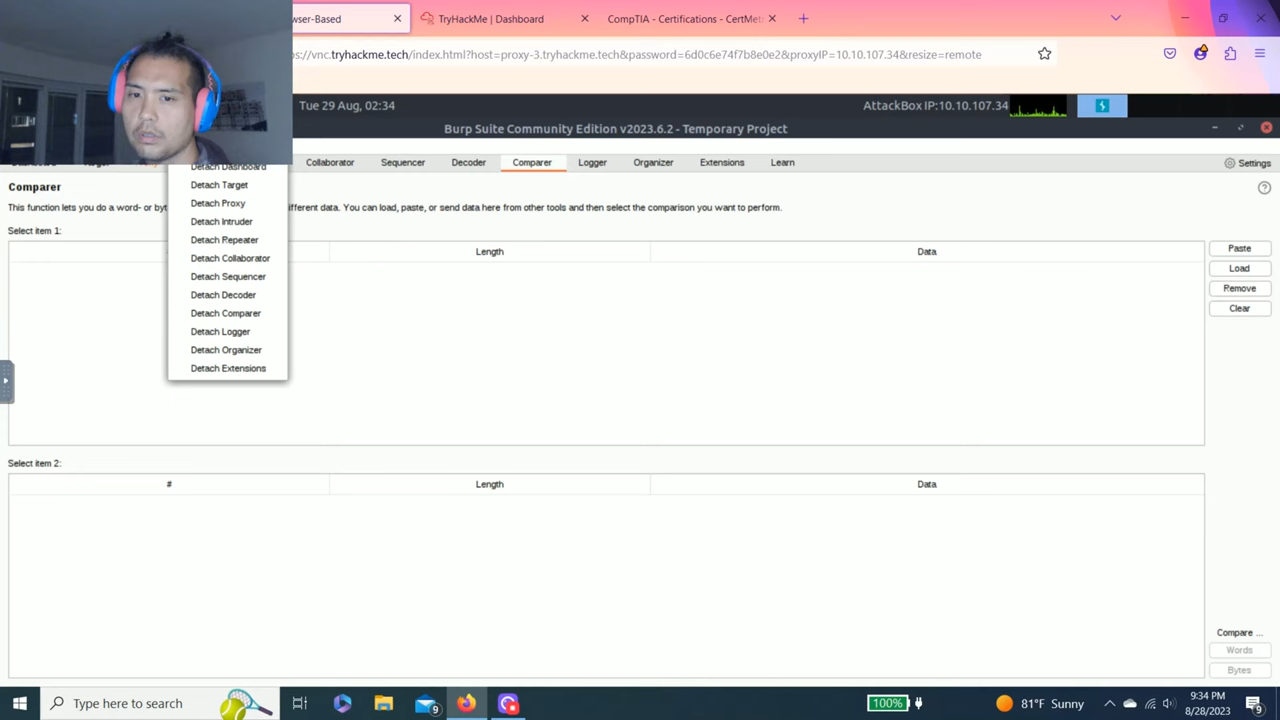 wser-Based
TryHackMe | Dashboard
CompTIA - Certifications - CertMet
s://vnc.tryhackme.tech/index.html?host=proxy-3.tryhackme.tech&password=6d0c6e74f7b8e0e2&proxyIP=10.10.107.34&resize=remote
Tue 29 Aug, 02:34
AttackBox IP:10.10.107.34
Burp Suite Community Edition v2023.6.2 - Temporary Project
Collaborator Sequencer Decoder Comparer Logger Organizer Extensions Learn Settings
Comparer
This function lets you do a word- or byt
ifferent data. You can load, paste, or send data here from other tools and then select the comparison you want to perform.
Select item 1:
Length Data
Paste
Load
Remove
Clear
Detach Dashboard
Detach Target
Detach Proxy
Detach Intruder
Detach Repeater
Detach Collaborator
Detach Sequencer
Detach Decoder
Detach Comparer
Detach Logger
Detach Organizer
Detach Extensions
Select item 2:
# Length Data
Compare ...
Words
Bytes
Type here to search
9
100%
81°F Sunny
9:34 PM
8/28/2023
9